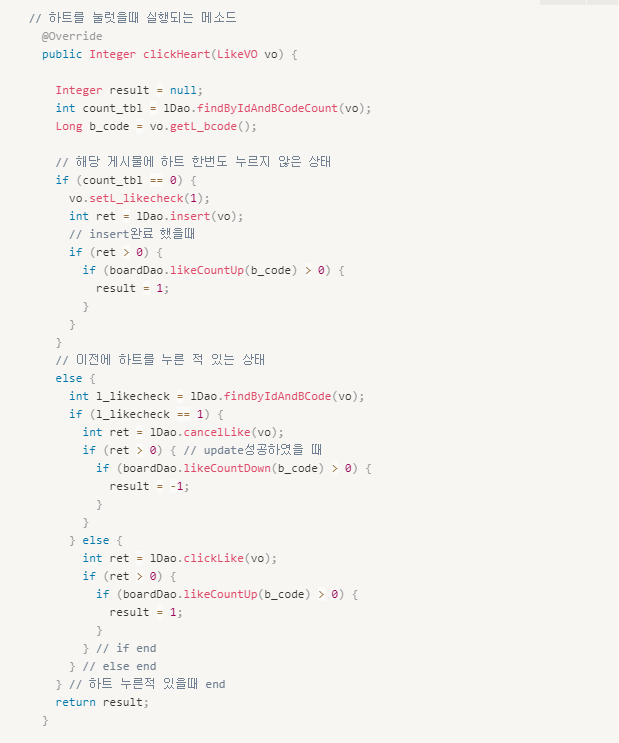 // 하트를 눌럿을때 실행되는 메소드
@Override
public Integer clickHeart(LikeVO vo) {
Integer result = null;
int count_tbl = lDao.findByIdAndBCodeCount(vo);
Long b_code = vo.getL_bcode();
// 해당 게시물에 하트 한번도 누르지 않은 상태
if (count_tbl == 0) {
vo.setL_likecheck(1);
int ret = lDao.insert(vo);
// insert완료 했을때
if (ret > 0) {
if (boardDao.likeCountUp(b_code) > 0) {
result = 1;
}
}
}
// 이전에 하트를 누른 적 있는 상태
else {
int l_likecheck = lDao.findByIdAndBCode(vo);
if (l_likecheck == 1) {
int ret = lDao.cancelLike(vo);
if (ret > 0) { // update성공하였을 때
if (boardDao.likeCountDown(b_code) > 0) {
result = -1;
}
}
} else {
int ret = lDao.clickLike(vo);
if (ret > 0) {
if (boardDao.likeCountUp(b_code) > 0) {
result = 1;
}
} // if end
} // else end
} // 하트 누른적 있을때 end
return result;
}